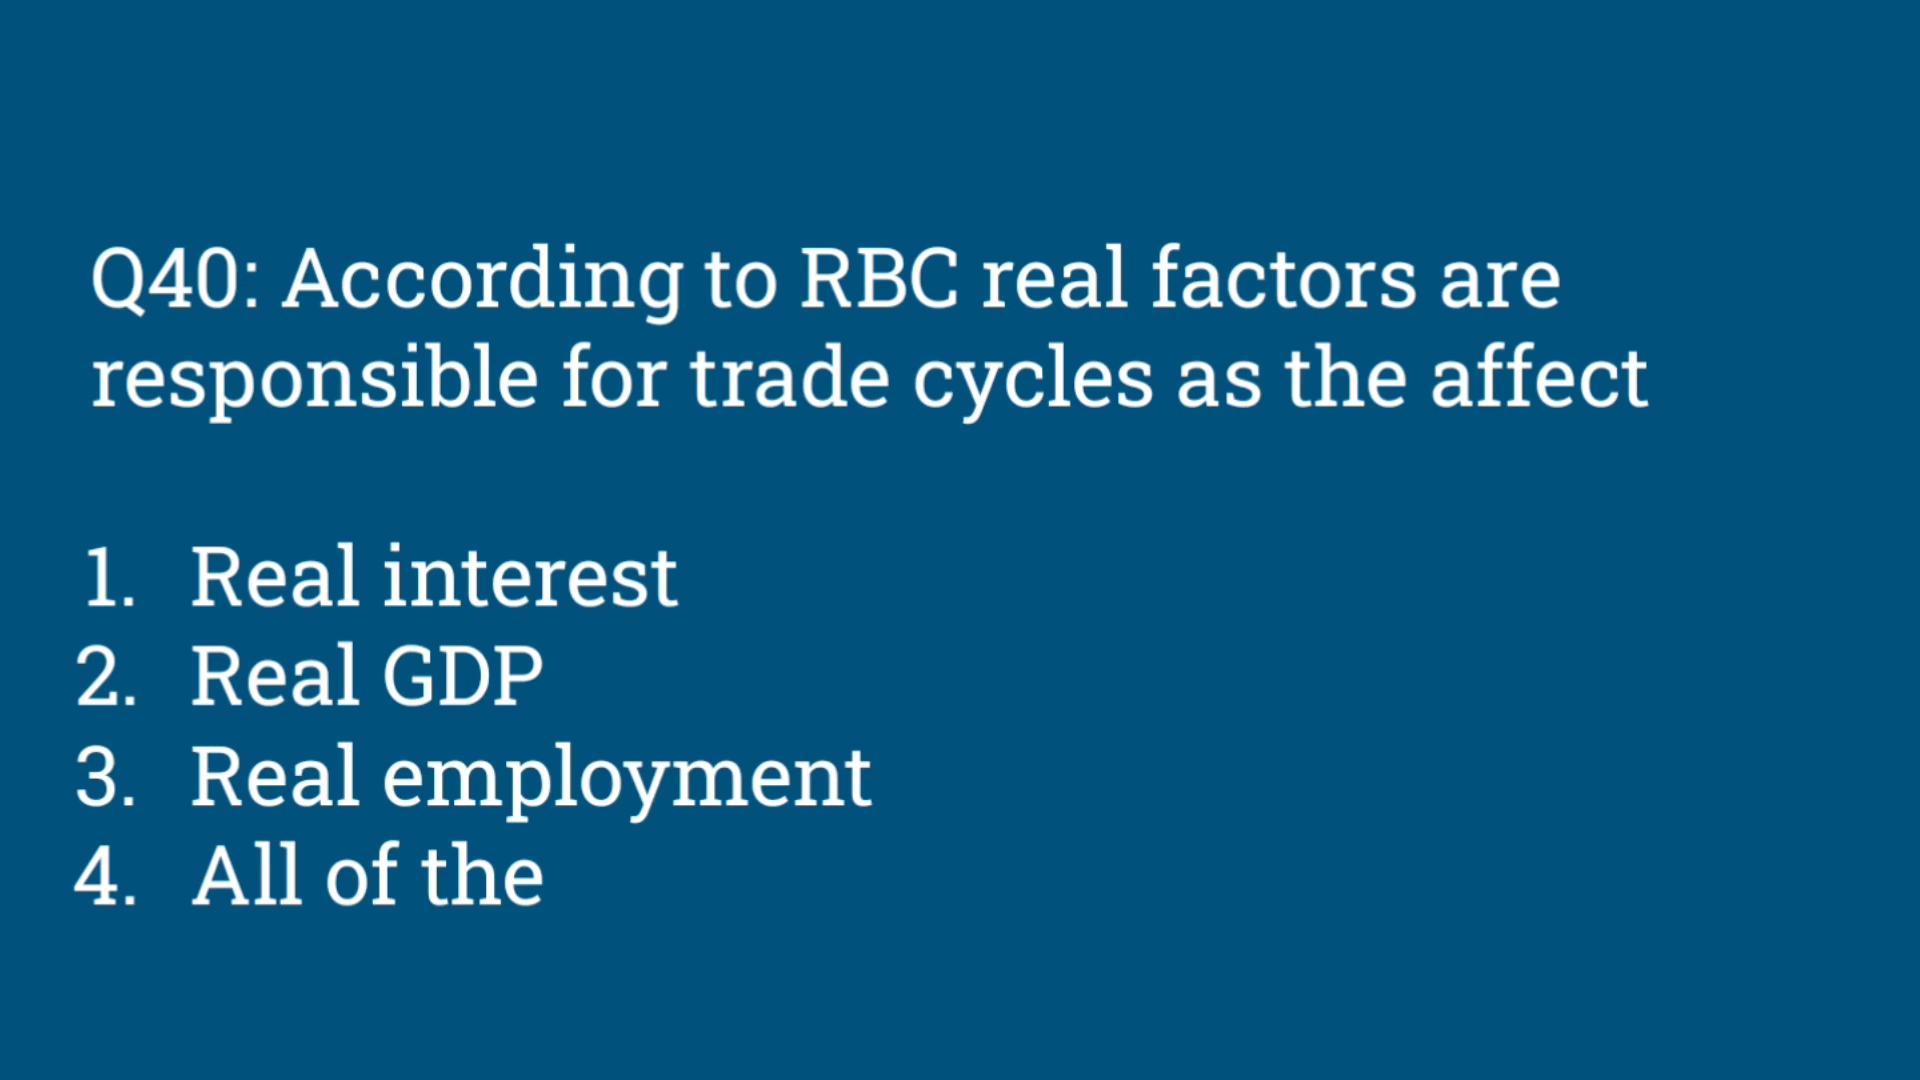 Q40: According to RBC real factors are
responsible for trade cycles as the affect
1. Real interest
2. Real GDP
3. Real employment
4. All of the